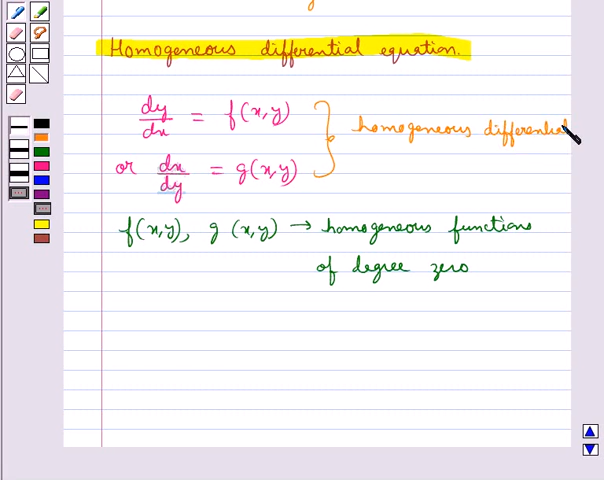 Homogeneous differential equation.
dy/dx = f(x,y)
homogeneous differential
or dx/dy = g(x,y)
f(x,y), g(x,y) → homogeneous functions
of degree zero